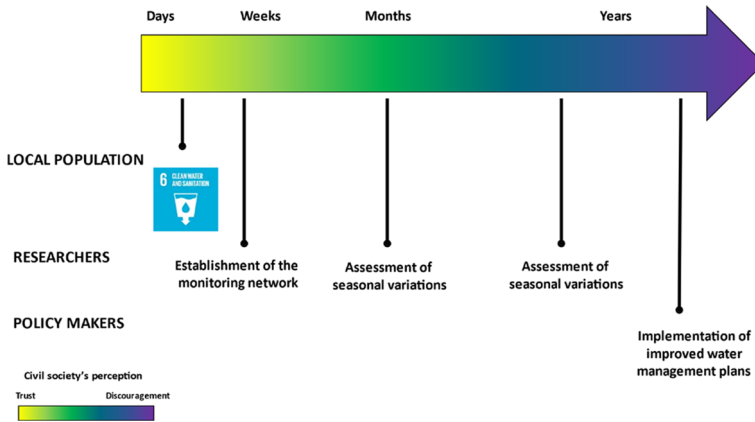 Days Weeks Months Years
LOCAL POPULATION
6 CLEAN WATER
AND SANITATION
RESEARCHERS
Establishment of the
monitoring network
Assessment of
seasonal variations
Assessment of
seasonal variations
POLICY MAKERS
Implementation of
improved water
management plans
Civil society's perception
Trust Discouragement